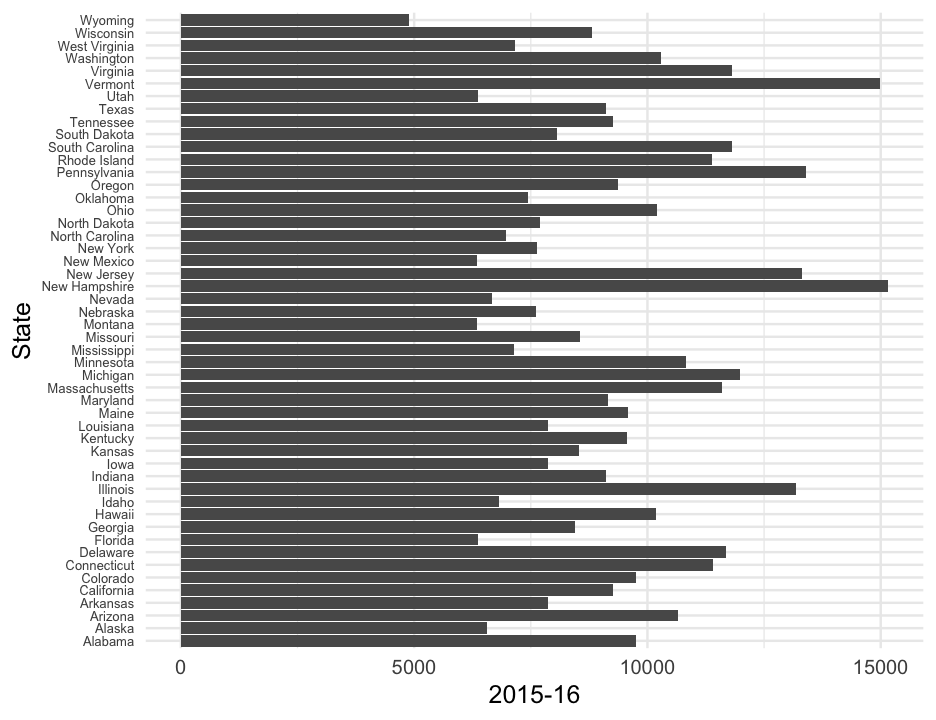 Wyoming
Wisconsin
West Virginia
Washington
Virginia
Vermont
Utah
Texas
Tennessee
South Dakota
South Carolina
Rhode Island
Pennsylvania
Oregon
Oklahoma
Ohio
North Dakota
North Carolina
New York
New Mexico
New Jersey
New Hampshire
Nevada
Nebraska
Montana
Missouri
Mississippi
Minnesota
Michigan
Massachusetts
Maryland
Maine
Louisiana
Kentucky
Kansas
Iowa
Indiana
Illinois
Idaho
Hawaii
Georgia
Florida
Delaware
Connecticut
Colorado
California
Arkansas
Arizona
Alaska
Alabama
State
0 5000 10000 15000
2015-16